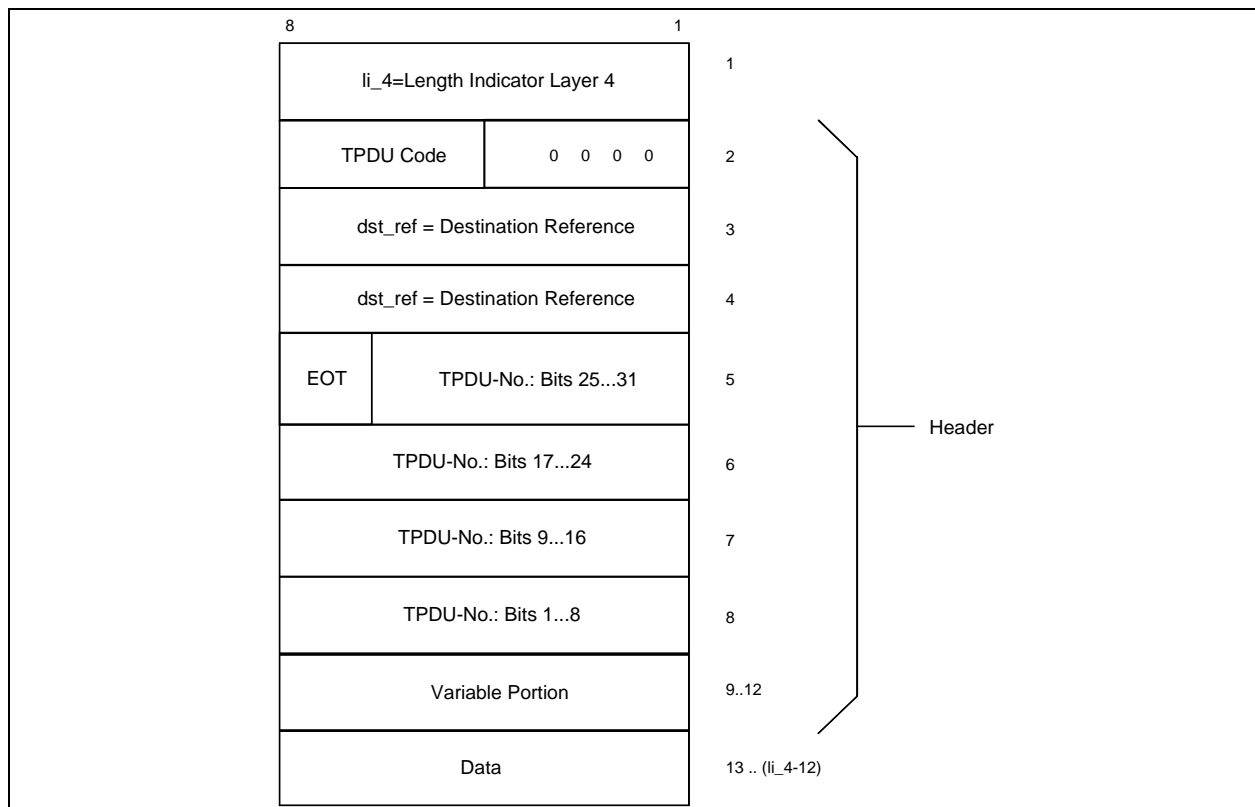 8 1
li_4=Length Indicator Layer 4 1
TPDU Code 0 0 0 0 2
dst_ref = Destination Reference 3
dst_ref = Destination Reference 4
EOT TPDU-No.: Bits 25...31 5
Header
TPDU-No.: Bits 17...24 6
TPDU-No.: Bits 9...16 7
TPDU-No.: Bits 1...8 8
Variable Portion 9..12
Data 13 .. (li_4-12)